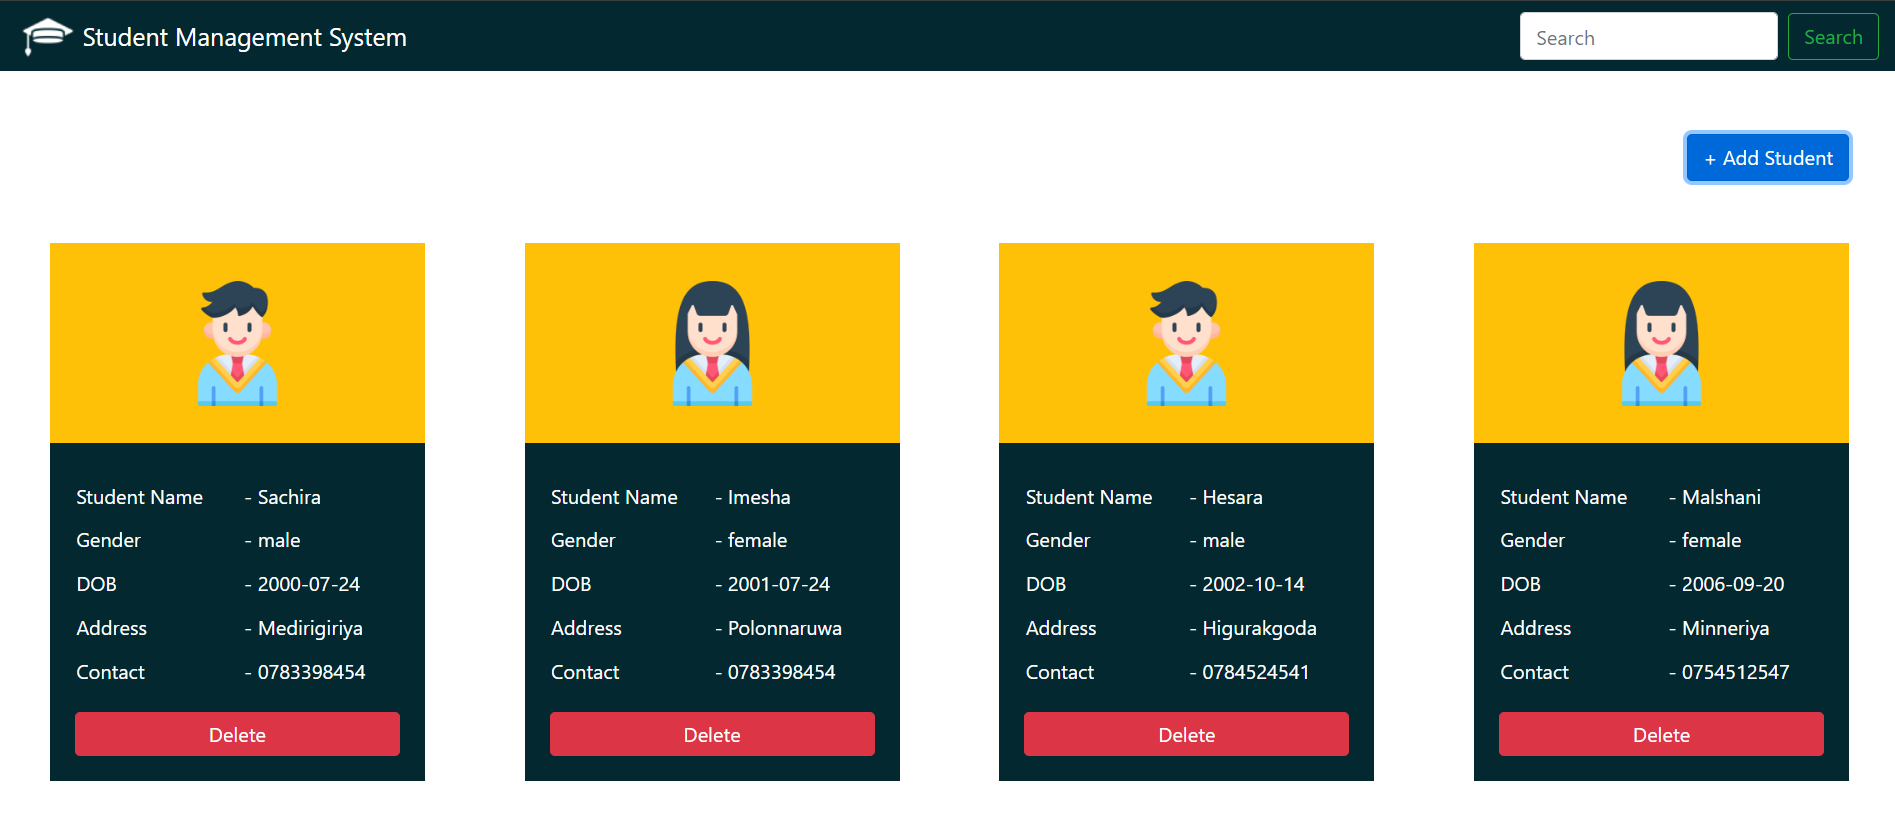 Student Management System
Search
Search
+ Add Student
Student Name - Sachira
Gender - male
DOB - 2000-07-24
Address - Medirigiriya
Contact - 0783398454
Delete
Student Name - Imesha
Gender - female
DOB - 2001-07-24
Address - Polonnaruwa
Contact - 0783398454
Delete
Student Name - Hesara
Gender - male
DOB - 2002-10-14
Address - Higurakgoda
Contact - 0784524541
Delete
Student Name - Malshani
Gender - female
DOB - 2006-09-20
Address - Minneriya
Contact - 0754512547
Delete